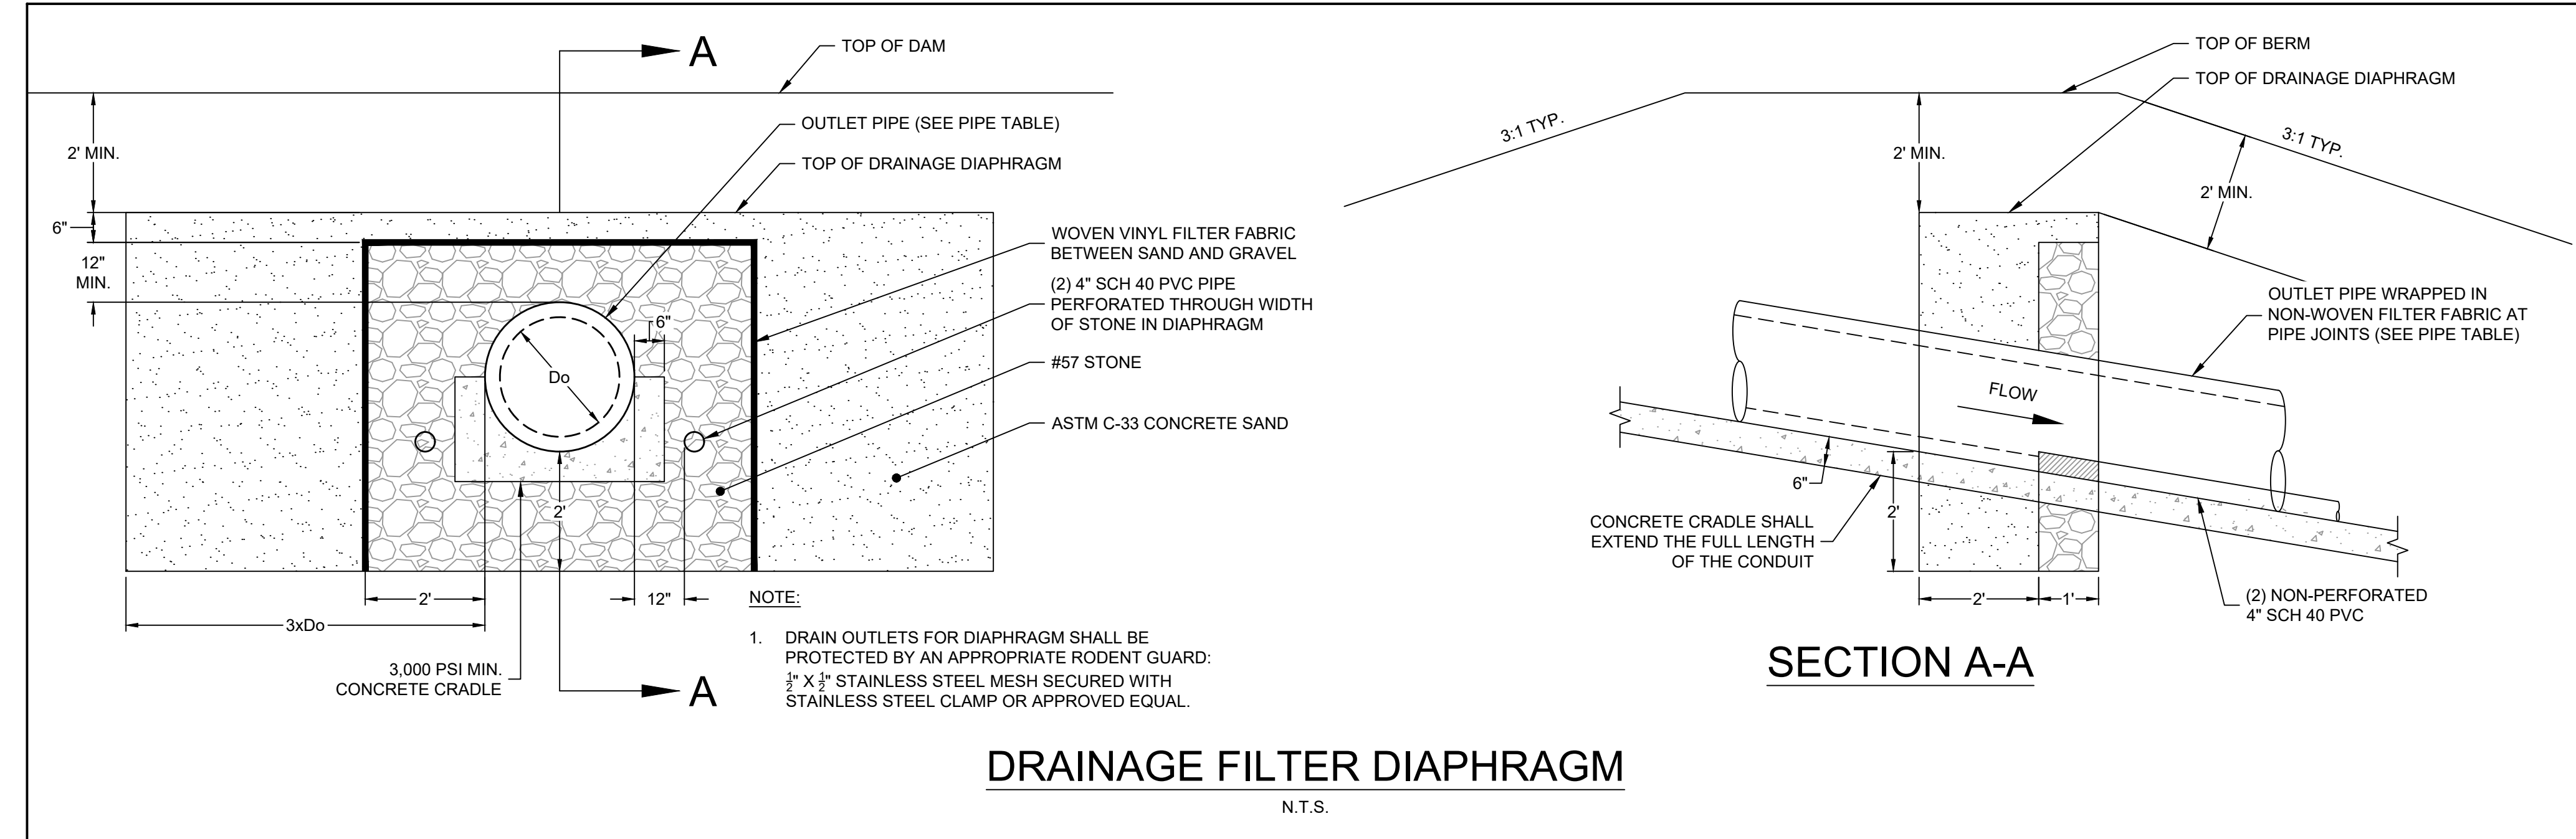 A
TOP OF DAM
2' MIN.
OUTLET PIPE (SEE PIPE TABLE)
TOP OF DRAINAGE DIAPHRAGM
6"
12"
MIN.
WOVEN VINYL FILTER FABRIC
BETWEEN SAND AND GRAVEL
(2) 4" SCH 40 PVC PIPE
PERFORATED THROUGH WIDTH
OF STONE IN DIAPHRAGM
6"
#57 STONE
Do
ASTM C-33 CONCRETE SAND
2'
2'
12"
3xDo
3,000 PSI MIN.
CONCRETE CRADLE
A
NOTE:
1. DRAIN OUTLETS FOR DIAPHRAGM SHALL BE
PROTECTED BY AN APPROPRIATE RODENT GUARD:
1/2" X 1/2" STAINLESS STEEL MESH SECURED WITH
STAINLESS STEEL CLAMP OR APPROVED EQUAL.
TOP OF BERM
TOP OF DRAINAGE DIAPHRAGM
3:1 TYP.
3:1 TYP.
2' MIN.
2' MIN.
OUTLET PIPE WRAPPED IN
NON-WOVEN FILTER FABRIC AT
PIPE JOINTS (SEE PIPE TABLE)
FLOW
6"
2'
CONCRETE CRADLE SHALL
EXTEND THE FULL LENGTH
OF THE CONDUIT
2'
1'
(2) NON-PERFORATED
4" SCH 40 PVC
SECTION A-A
DRAINAGE FILTER DIAPHRAGM
N.T.S.